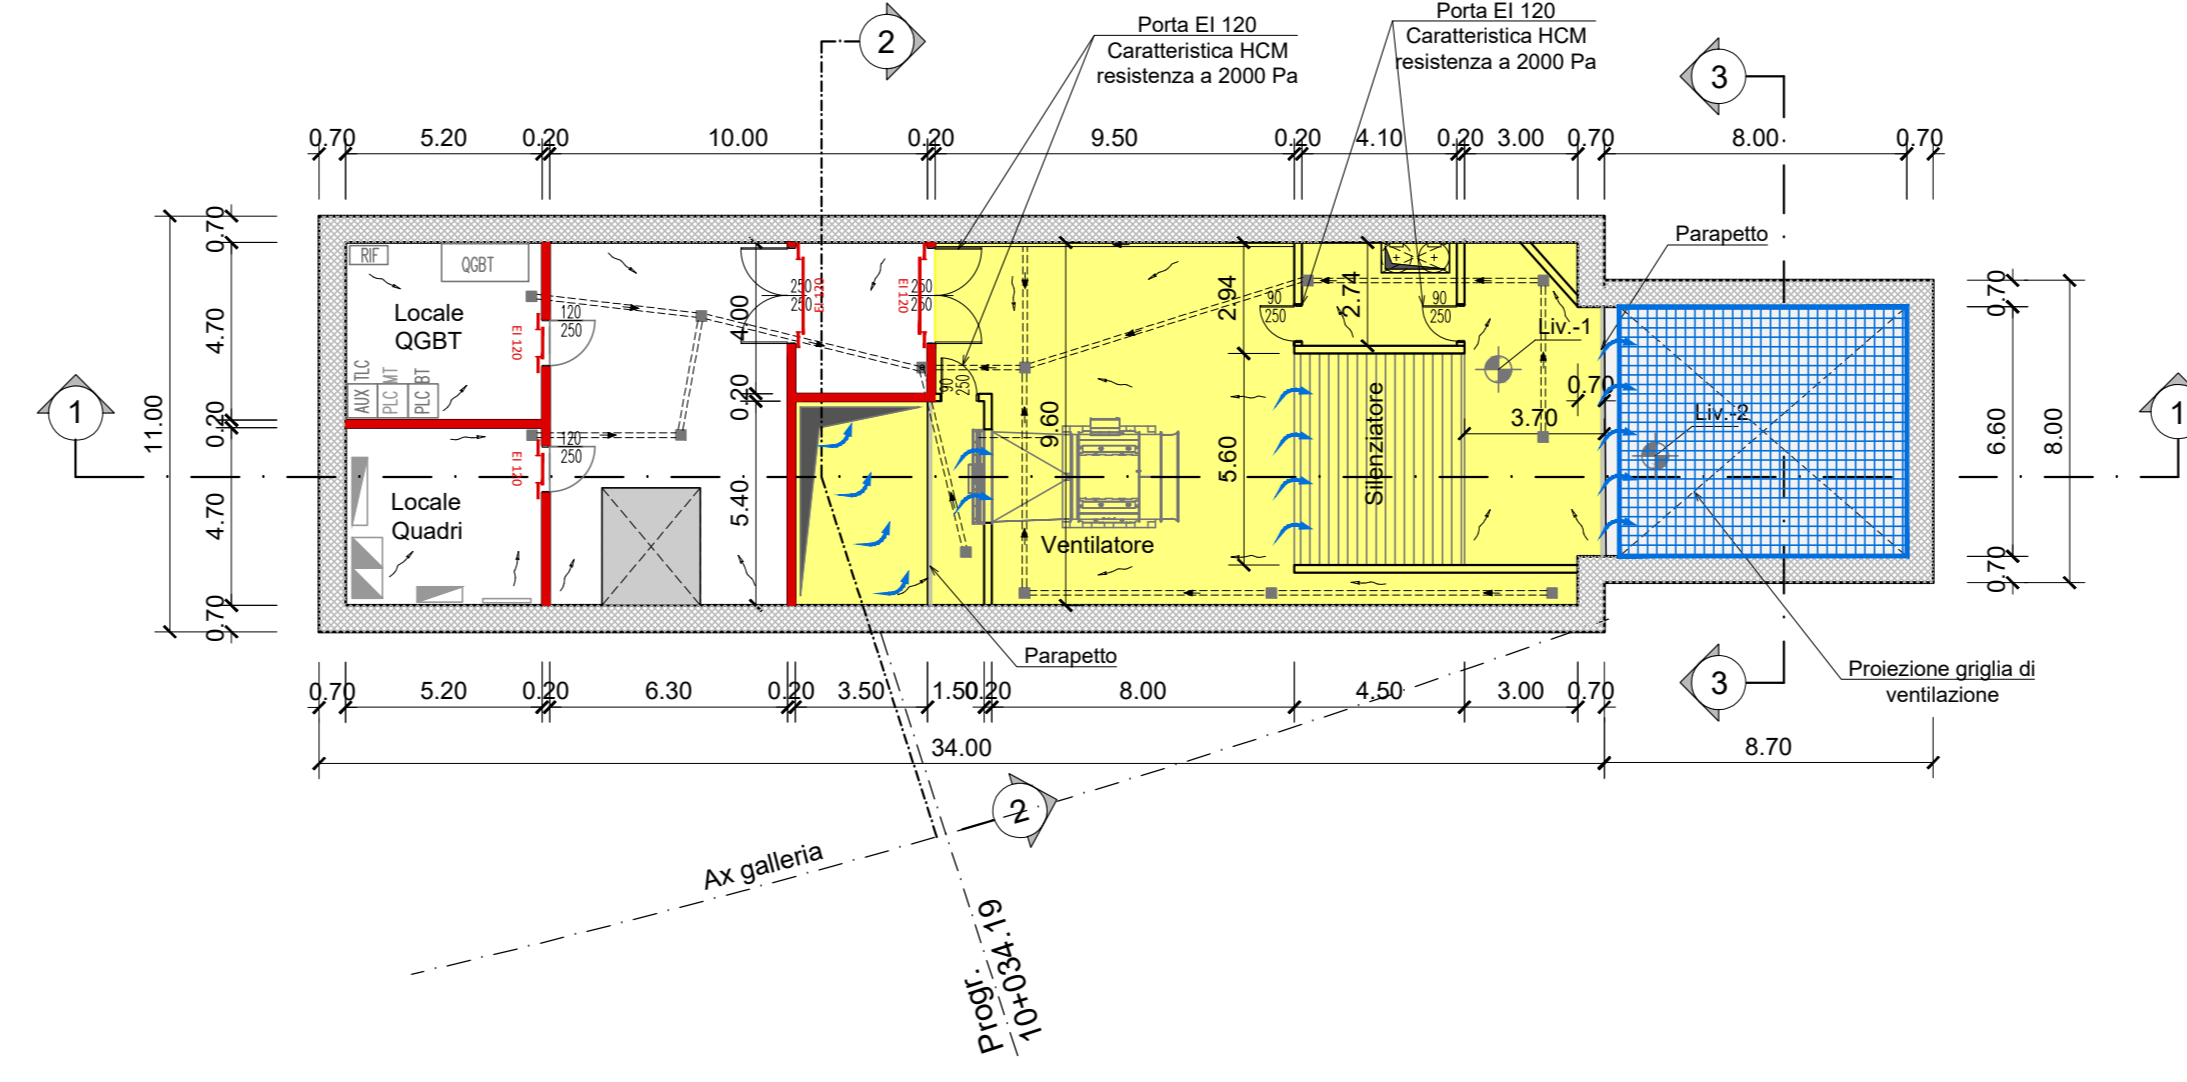 Porta EI 120
Caratteristica HCM
resistenza a 2000 Pa
Porta EI 120
Caratteristica HCM
resistenza a 2000 Pa
2
3
0.70
5.20
0.20
10.00
0.20
9.50
0.20
4.10
0.20
3.00
0.70
8.00
0.70
11.00
0.70
4.70
0.20
4.70
0.70
RIF
QGBT
Locale
QGBT
AUX TLC
PLC MT
PLC BT
EI 120
120
250
Locale
Quadri
EI 120
120
250
4.00
0.20
5.40
250
250
EI 120
EI 120
250
250
90
250
9.60
Ventilatore
2.94
5.60
2.74
90
250
90
250
Silenziatore
Liv.-1
3.70
0.70
Parapetto
Liv.-2
0.70
6.60
0.70
8.00
1
1
Parapetto
Proiezione griglia di
ventilazione
3
0.70
5.20
0.20
6.30
0.20
3.50
1.50
0.20
8.00
4.50
3.00
0.70
34.00
8.70
2
Ax galleria
Progr.
10+034.19